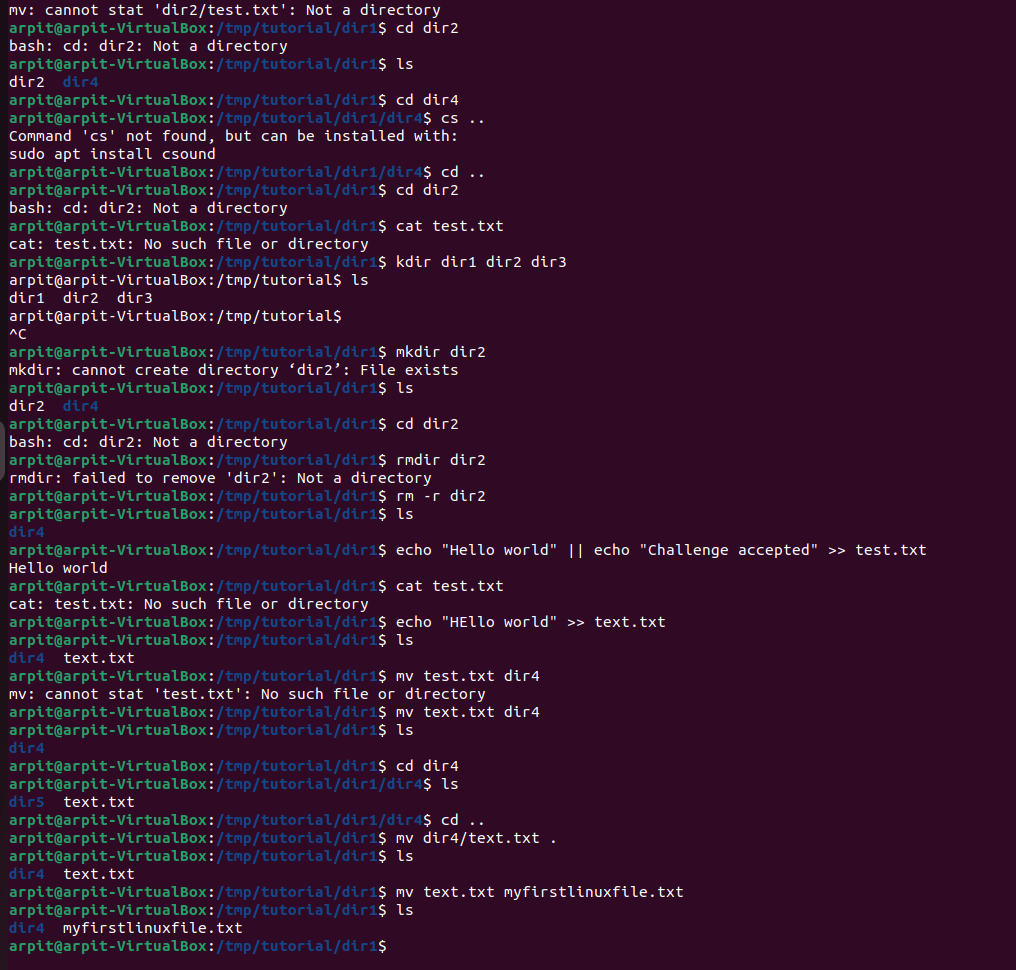 mv: cannot stat 'dir2/test.txt': Not a directory
arpit@arpit-VirtualBox:/tmp/tutorial/dir1$ cd dir2
bash: cd: dir2: Not a directory
arpit@arpit-VirtualBox:/tmp/tutorial/dir1$ ls
dir2  dir4
arpit@arpit-VirtualBox:/tmp/tutorial/dir1$ cd dir4
arpit@arpit-VirtualBox:/tmp/tutorial/dir1/dir4$ cs ..
Command 'cs' not found, but can be installed with:
sudo apt install csound
arpit@arpit-VirtualBox:/tmp/tutorial/dir1/dir4$ cd ..
arpit@arpit-VirtualBox:/tmp/tutorial/dir1$ cd dir2
bash: cd: dir2: Not a directory
arpit@arpit-VirtualBox:/tmp/tutorial/dir1$ cat test.txt
cat: test.txt: No such file or directory
arpit@arpit-VirtualBox:/tmp/tutorial/dir1$ kdir dir1 dir2 dir3
arpit@arpit-VirtualBox:/tmp/tutorial$ ls
dir1  dir2  dir3
arpit@arpit-VirtualBox:/tmp/tutorial$
^C
arpit@arpit-VirtualBox:/tmp/tutorial/dir1$ mkdir dir2
mkdir: cannot create directory ‘dir2’: File exists
arpit@arpit-VirtualBox:/tmp/tutorial/dir1$ ls
dir2  dir4
arpit@arpit-VirtualBox:/tmp/tutorial/dir1$ cd dir2
bash: cd: dir2: Not a directory
arpit@arpit-VirtualBox:/tmp/tutorial/dir1$ rmdir dir2
rmdir: failed to remove 'dir2': Not a directory
arpit@arpit-VirtualBox:/tmp/tutorial/dir1$ rm -r dir2
arpit@arpit-VirtualBox:/tmp/tutorial/dir1$ ls
dir4
arpit@arpit-VirtualBox:/tmp/tutorial/dir1$ echo "Hello world" || echo "Challenge accepted" >> test.txt
Hello world
arpit@arpit-VirtualBox:/tmp/tutorial/dir1$ cat test.txt
cat: test.txt: No such file or directory
arpit@arpit-VirtualBox:/tmp/tutorial/dir1$ echo "HEllo world" >> text.txt
arpit@arpit-VirtualBox:/tmp/tutorial/dir1$ ls
dir4  text.txt
arpit@arpit-VirtualBox:/tmp/tutorial/dir1$ mv test.txt dir4
mv: cannot stat 'test.txt': No such file or directory
arpit@arpit-VirtualBox:/tmp/tutorial/dir1$ mv text.txt dir4
arpit@arpit-VirtualBox:/tmp/tutorial/dir1$ ls
dir4
arpit@arpit-VirtualBox:/tmp/tutorial/dir1$ cd dir4
arpit@arpit-VirtualBox:/tmp/tutorial/dir1/dir4$ ls
dir5  text.txt
arpit@arpit-VirtualBox:/tmp/tutorial/dir1/dir4$ cd ..
arpit@arpit-VirtualBox:/tmp/tutorial/dir1$ mv dir4/text.txt .
arpit@arpit-VirtualBox:/tmp/tutorial/dir1$ ls
dir4  text.txt
arpit@arpit-VirtualBox:/tmp/tutorial/dir1$ mv text.txt myfirstlinuxfile.txt
arpit@arpit-VirtualBox:/tmp/tutorial/dir1$ ls
dir4  myfirstlinuxfile.txt
arpit@arpit-VirtualBox:/tmp/tutorial/dir1$